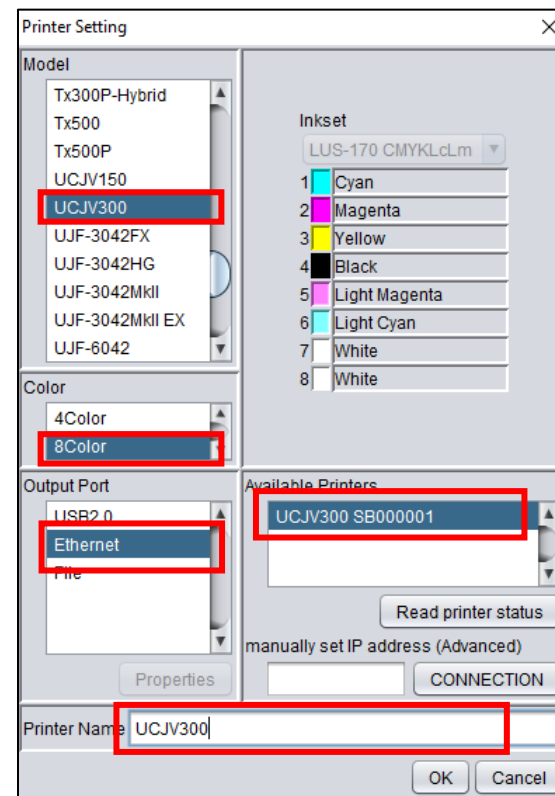 Printer Setting
Model
Tx300P-Hybrid
Tx500
Tx500P
UCJV150
UCJV300
UJF-3042FX
UJF-3042HG
UJF-3042MkII
UJF-3042MkII EX
UJF-6042
Inkset
LUS-170 CMYKLcLm
1 Cyan
2 Magenta
3 Yellow
4 Black
5 Light Magenta
6 Light Cyan
7 White
8 White
Color
4Color
8Color
Output Port
USB2.0
Ethernet
File
Properties
Available Printers
UCJV300 SB000001
Read printer status
manually set IP address (Advanced)
CONNECTION
Printer Name UCJV300
OK Cancel